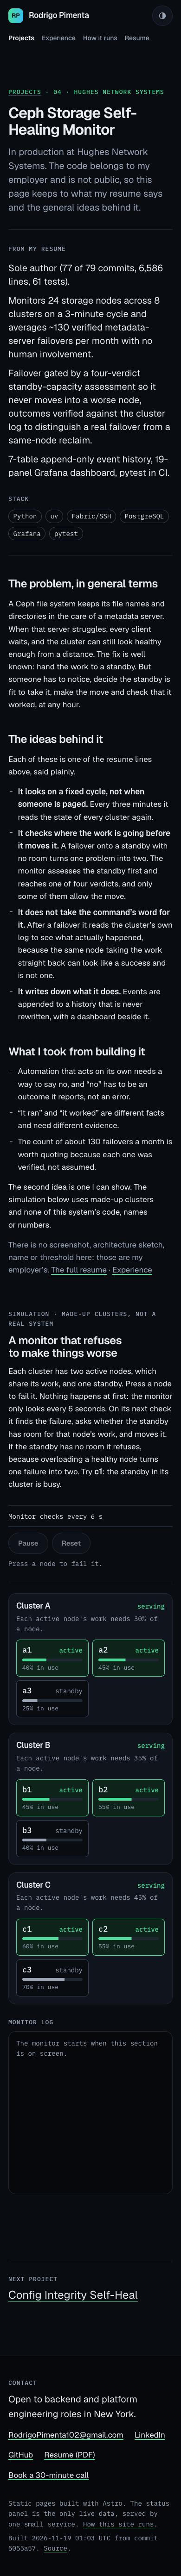 RP Rodrigo Pimenta
Projects Experience How it runs Resume
PROJECTS · 04 · HUGHES NETWORK SYSTEMS
Ceph Storage Self-
Healing Monitor
In production at Hughes Network
Systems. The code belongs to my
employer and is not public, so this
page keeps to what my resume says
and the general ideas behind it.
FROM MY RESUME
Sole author (77 of 79 commits, 6,586
lines, 61 tests).
Monitors 24 storage nodes across 8
clusters on a 3-minute cycle and
averages ~130 verified metadata-
server failovers per month with no
human involvement.
Failover gated by a four-verdict
standby-capacity assessment so it
never moves into a worse node,
outcomes verified against the cluster
log to distinguish a real failover from a
same-node reclaim.
7-table append-only event history, 19-
panel Grafana dashboard, pytest in CI.
STACK
Python uv Fabric/SSH PostgreSQL
Grafana pytest
The problem, in general terms
A Ceph file system keeps its file names and
directories in the care of a metadata server.
When that server struggles, every client
waits, and the cluster can still look healthy
enough from a distance. The fix is well
known: hand the work to a standby. But
someone has to notice, decide the standby is
fit to take it, make the move and check that it
worked, at any hour.
The ideas behind it
Each of these is one of the resume lines
above, said plainly.
– It looks on a fixed cycle, not when
someone is paged. Every three minutes it
reads the state of every cluster again.
– It checks where the work is going before
it moves it. A failover onto a standby with
no room turns one problem into two. The
monitor assesses the standby first and
reaches one of four verdicts, and only
some of them allow the move.
– It does not take the command's word for
it. After a failover it reads the cluster's own
log to see what actually happened,
because the same node taking the work
straight back can look like a success and
is not one.
– It writes down what it does. Events are
appended to a history that is never
rewritten, with a dashboard beside it.
What I took from building it
– Automation that acts on its own needs a
way to say no, and “no” has to be an
outcome it reports, not an error.
– “It ran” and “it worked” are different facts
and need different evidence.
– The count of about 130 failovers a month is
worth quoting because each one was
verified, not assumed.
The second idea is one I can show. The
simulation below uses made-up clusters
and none of this system's code, names
or numbers.
There is no screenshot, architecture sketch,
name or threshold here: those are my
employer's. The full resume · Experience
SIMULATION · MADE-UP CLUSTERS, NOT A
REAL SYSTEM
A monitor that refuses
to make things worse
Each cluster has two active nodes, which
share its work, and one standby. Press a node
to fail it. Nothing happens at first: the monitor
only looks every 6 seconds. On its next check
it finds the failure, asks whether the standby
has room for that node's work, and moves it.
If the standby has no room it refuses,
because overloading a healthy node turns
one failure into two. Try c1: the standby in its
cluster is busy.
Monitor checks every 6 s
Pause Reset
Press a node to fail it.
Cluster A serving
Each active node's work needs 30% of
a node.
a1 active a2 active
40% in use 45% in use
a3 standby
25% in use
Cluster B serving
Each active node's work needs 35% of
a node.
b1 active b2 active
45% in use 55% in use
b3 standby
40% in use
Cluster C serving
Each active node's work needs 45% of
a node.
c1 active c2 active
60% in use 55% in use
c3 standby
70% in use
MONITOR LOG
The monitor starts when this section
is on screen.
NEXT PROJECT
Config Integrity Self-Heal
CONTACT
Open to backend and platform
engineering roles in New York.
RodrigoPimenta102@gmail.com LinkedIn
GitHub Resume (PDF)
Book a 30-minute call
Static pages built with Astro. The status
panel is the only live data, served by
one small service. How this site runs.
Built 2026-11-19 01:03 UTC from commit
5055a57. Source.